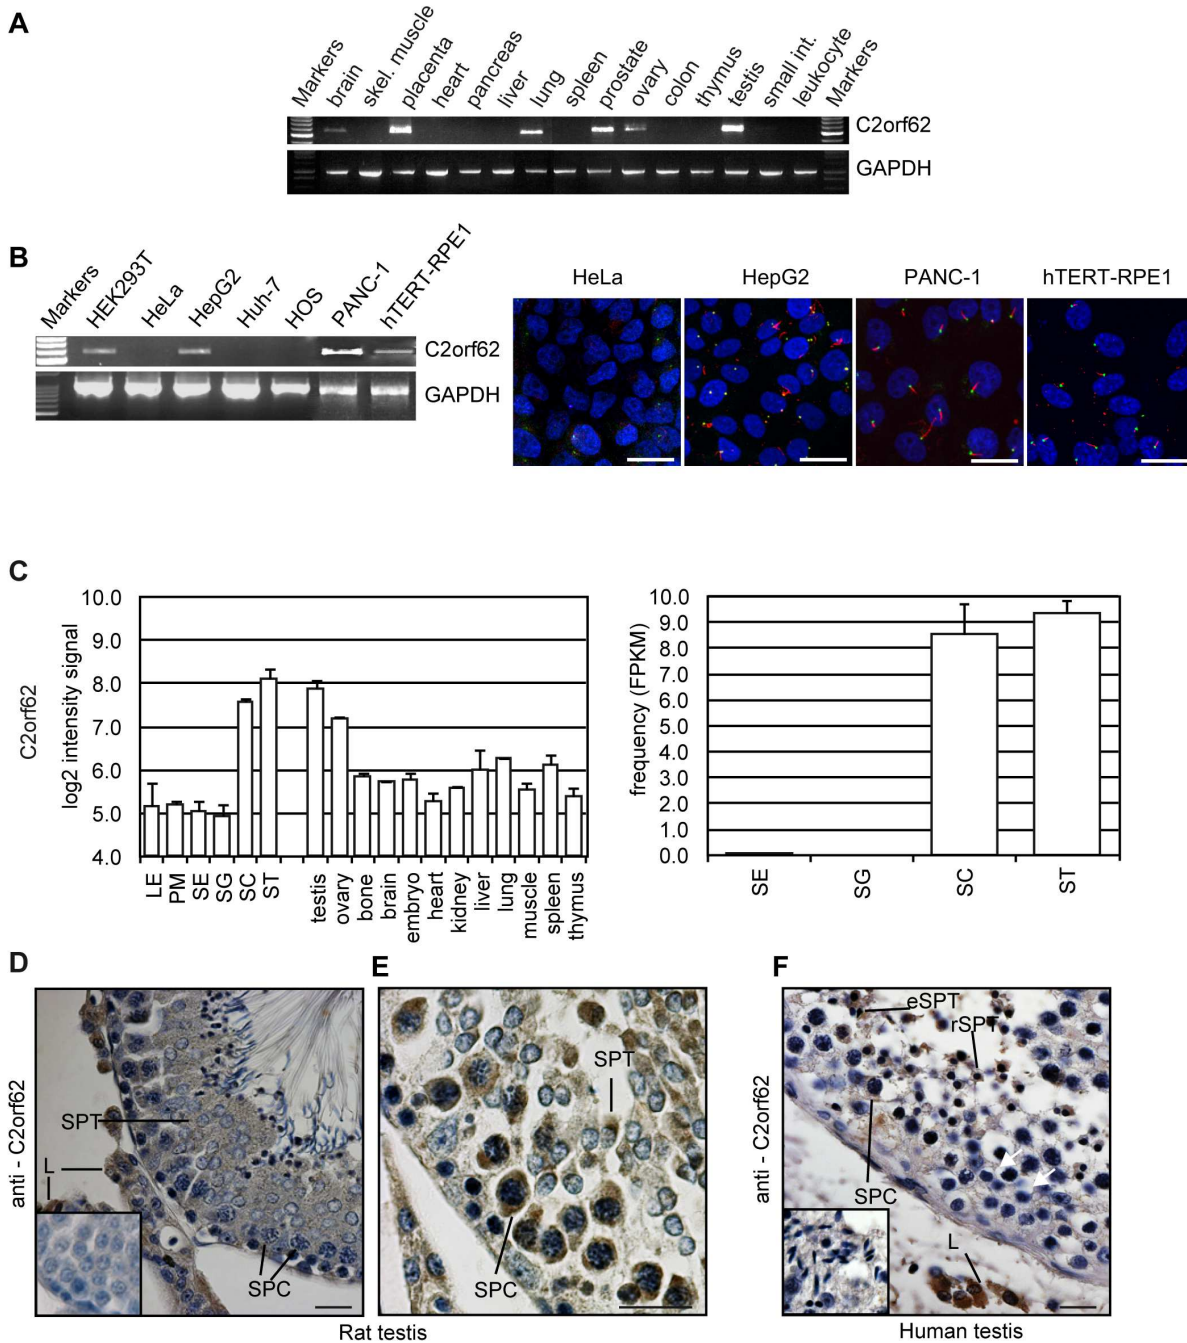 A
Markers
brain
skel. muscle
placenta
heart
pancreas
liver
lung
spleen
prostate
ovary
colon
thymus
testis
small int.
leukocyte
Markers
C2orf62
GAPDH
B
Markers
HEK293T
HeLa
HepG2
Huh-7
HOS
PANC-1
hTERT-RPE1
C2orf62
GAPDH
HeLa
HepG2
PANC-1
hTERT-RPE1
C
C2orf62
log2 intensity signal
10.0
9.0
8.0
7.0
6.0
5.0
4.0
LE
PM
SE
SG
SC
ST
testis
ovary
bone
brain
embryo
heart
kidney
liver
lung
muscle
spleen
thymus
frequency (FPKM)
10.0
9.0
8.0
7.0
6.0
5.0
4.0
3.0
2.0
1.0
0.0
SE
SG
SC
ST
D
anti - C2orf62
SPT
L
SPC
E
SPT
SPC
Rat testis
F
anti - C2orf62
eSPT
rSPT
SPC
L
Human testis